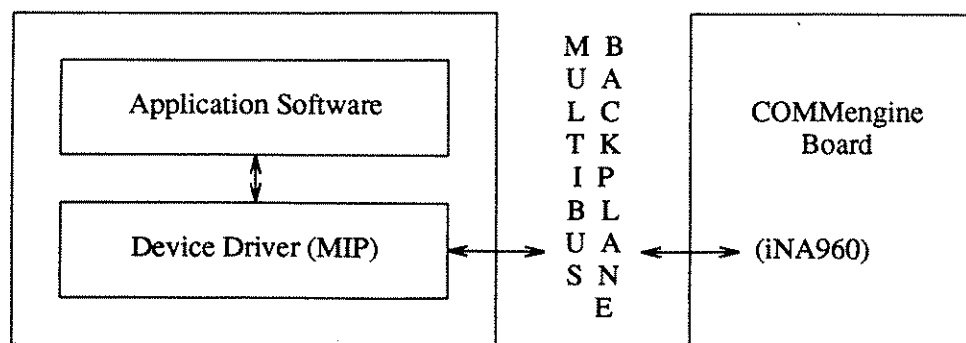 Application Software
Device Driver (MIP)
MULTIBUS
BACKPLANE
COMMengine
Board
(iNA960)